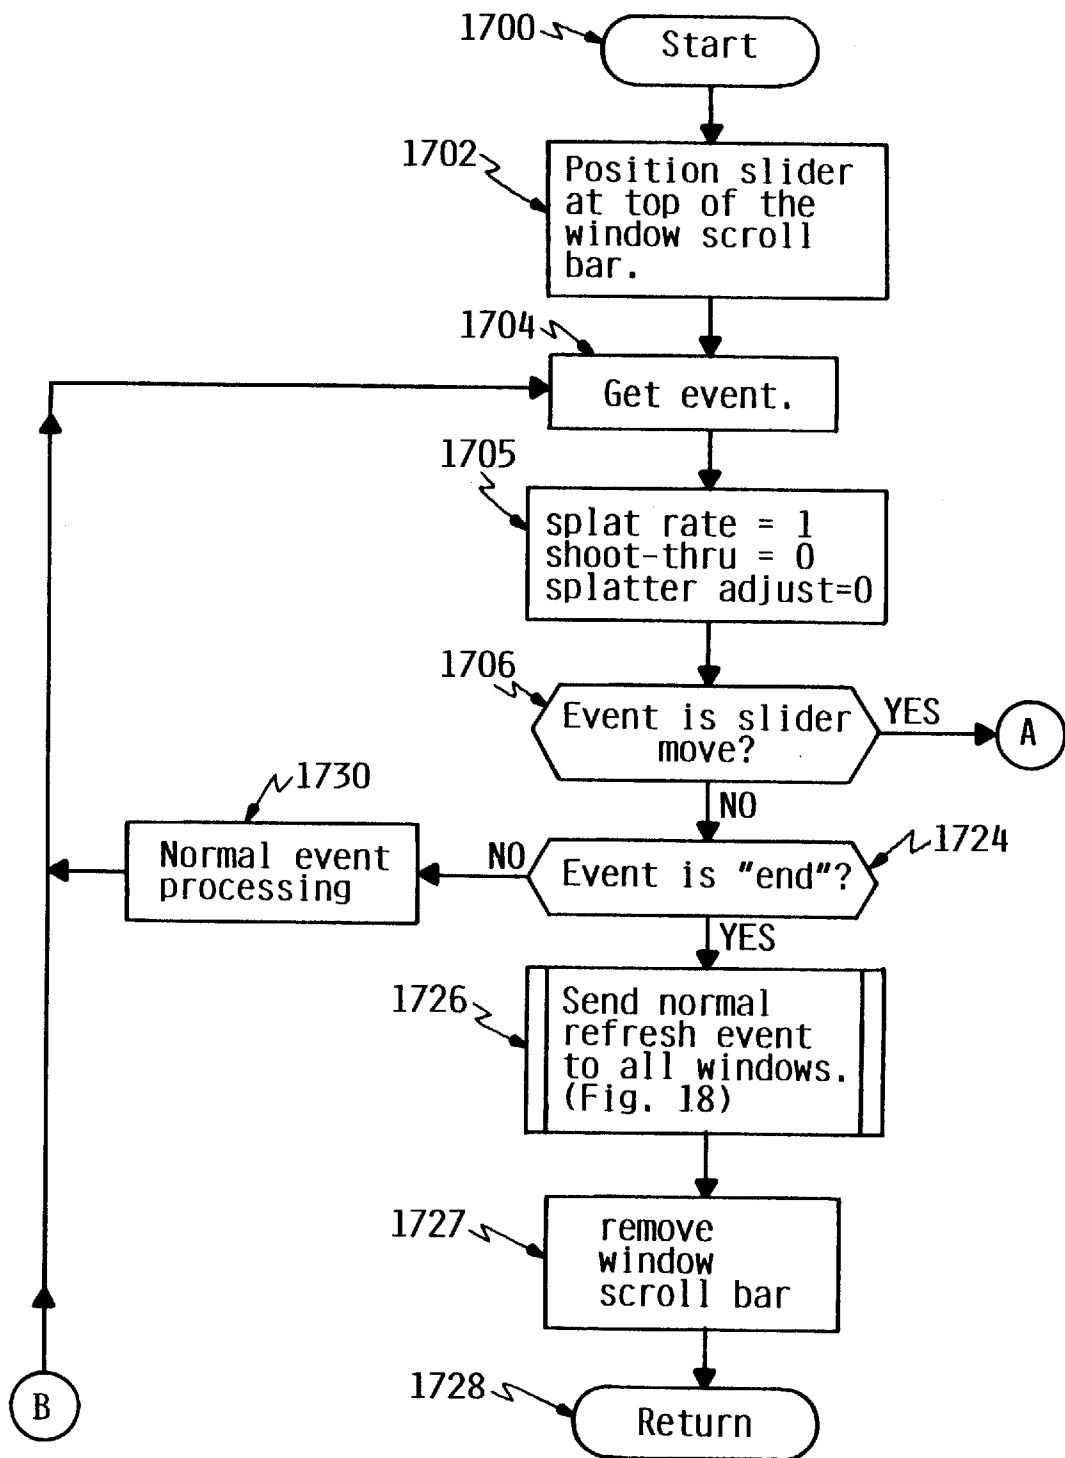 1700
Start
1702
Position slider
at top of the
window scroll
bar.
1704
Get event.
1705
splat rate = 1
shoot-thru = 0
splatter adjust=0
1706
Event is slider
move?
YES
A
NO
1730
Normal event
processing
NO
Event is "end"?
1724
YES
1726
Send normal
refresh event
to all windows.
(Fig. 18)
1727
remove
window
scroll bar
B
1728
Return